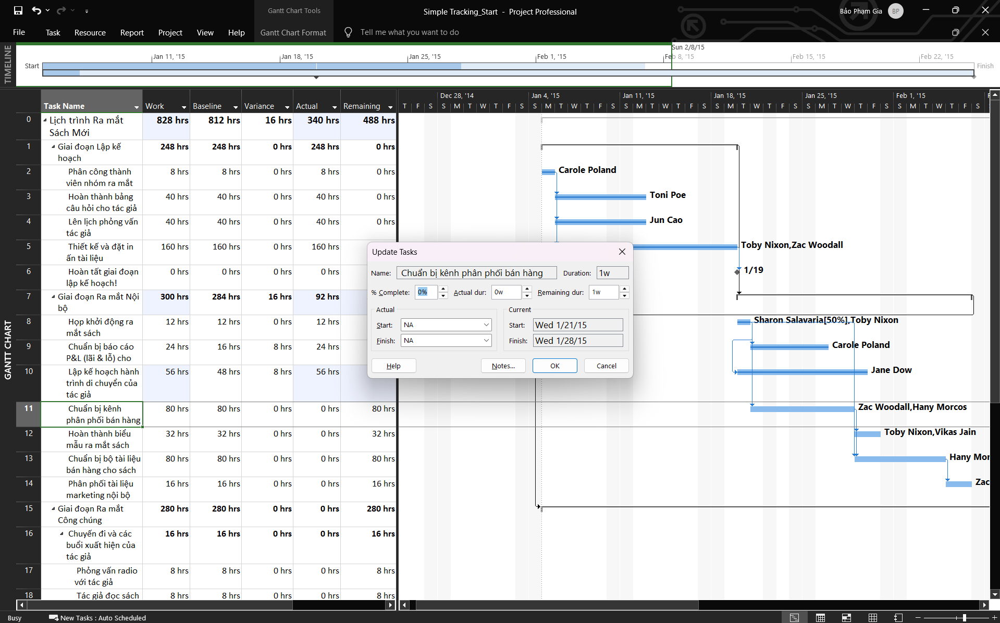 Gantt Chart Tools
Simple Tracking_Start - Project Professional
Bảo Phạm Gia
BP
File Task Resource Report Project View Help Gantt Chart Format Tell me what you want to do
TIMELINE
Sun 2/8/15
Jan 11, '15 Jan 18, '15 Jan 25, '15 Feb 1, '15 Feb 8, '15 Feb 15, '15 Feb 22, '15
Start
Finish
GANTT CHART
Task Name Work Baseline Variance Actual Remaining
Dec 28, '14 Jan 4, '15 Jan 11, '15 Jan 18, '15 Jan 25, '15 Feb 1, '15
T F S S M T W T F S S M T W T F S S M T W T F S S M T W T F S S M T W T F S S M T W T F S
0 Lịch trình Ra mắt Sách Mới 828 hrs 812 hrs 16 hrs 340 hrs 488 hrs
1 Giai đoạn Lập kế hoạch 248 hrs 248 hrs 0 hrs 248 hrs 0 hrs
2 Phân công thành viên nhóm ra mắt 8 hrs 8 hrs 0 hrs 8 hrs 0 hrs
Carole Poland
3 Hoàn thành bảng câu hỏi cho tác giả 40 hrs 40 hrs 0 hrs 40 hrs 0 hrs
Toni Poe
4 Lên lịch phỏng vấn tác giả 40 hrs 40 hrs 0 hrs 40 hrs 0 hrs
Jun Cao
5 Thiết kế và đặt in ấn tài liệu 160 hrs 160 hrs 0 hrs 160 hrs
Toby Nixon,Zac Woodall
6 Hoàn tất giai đoạn lập kế hoạch! 0 hrs 0 hrs 0 hrs 0 hrs
1/19
7 Giai đoạn Ra mắt Nội bộ 300 hrs 284 hrs 16 hrs 92 hrs
8 Họp khởi động ra mắt sách 12 hrs 12 hrs 0 hrs 12 hrs
Sharon Salavaria[50%],Toby Nixon
9 Chuẩn bị báo cáo P&L (lãi & lỗ) cho 24 hrs 16 hrs 8 hrs 24 hrs
Carole Poland
10 Lập kế hoạch hành trình di chuyển của tác giả 56 hrs 48 hrs 8 hrs 56 hrs
Jane Dow
11 Chuẩn bị kênh phân phối bán hàng 80 hrs 80 hrs 0 hrs 0 hrs 80 hrs
Zac Woodall,Hany Morcos
12 Hoàn thành biểu mẫu ra mắt sách 32 hrs 32 hrs 0 hrs 0 hrs 32 hrs
Toby Nixon,Vikas Jain
13 Chuẩn bị bộ tài liệu bán hàng cho sách 80 hrs 80 hrs 0 hrs 0 hrs 80 hrs
Hany Mor
14 Phân phối tài liệu marketing nội bộ 16 hrs 16 hrs 0 hrs 0 hrs 16 hrs
Zac
15 Giai đoạn Ra mắt Công chúng 280 hrs 280 hrs 0 hrs 0 hrs 280 hrs
16 Chuyến đi và các buổi xuất hiện của tác giả 16 hrs 16 hrs 0 hrs 0 hrs 16 hrs
17 Phỏng vấn radio với tác giả 8 hrs 8 hrs 0 hrs 0 hrs 8 hrs
18 Tác giả đọc sách 8 hrs 8 hrs 0 hrs 0 hrs 8 hrs
Update Tasks
Name: Chuẩn bị kênh phân phối bán hàng Duration: 1w
% Complete: 0% Actual dur: 0w Remaining dur: 1w
Actual
Current
Start: NA
Start: Wed 1/21/15
Finish: NA
Finish: Wed 1/28/15
Help Notes... OK Cancel
Busy New Tasks : Auto Scheduled